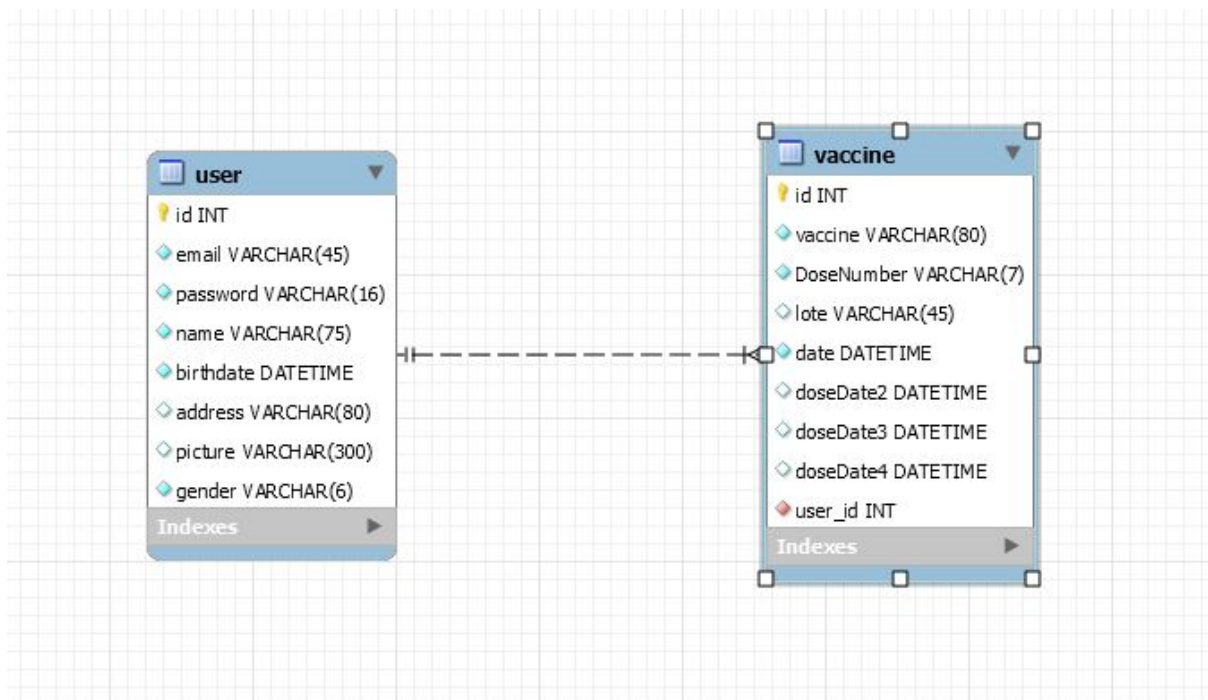 user
id INT
email VARCHAR(45)
password VARCHAR(16)
name VARCHAR(75)
birthdate DATETIME
address VARCHAR(80)
picture VARCHAR(300)
gender VARCHAR(6)
Indexes
vaccine
id INT
vaccine VARCHAR(80)
DoseNumber VARCHAR(7)
lote VARCHAR(45)
date DATETIME
doseDate2 DATETIME
doseDate3 DATETIME
doseDate4 DATETIME
user_id INT
Indexes